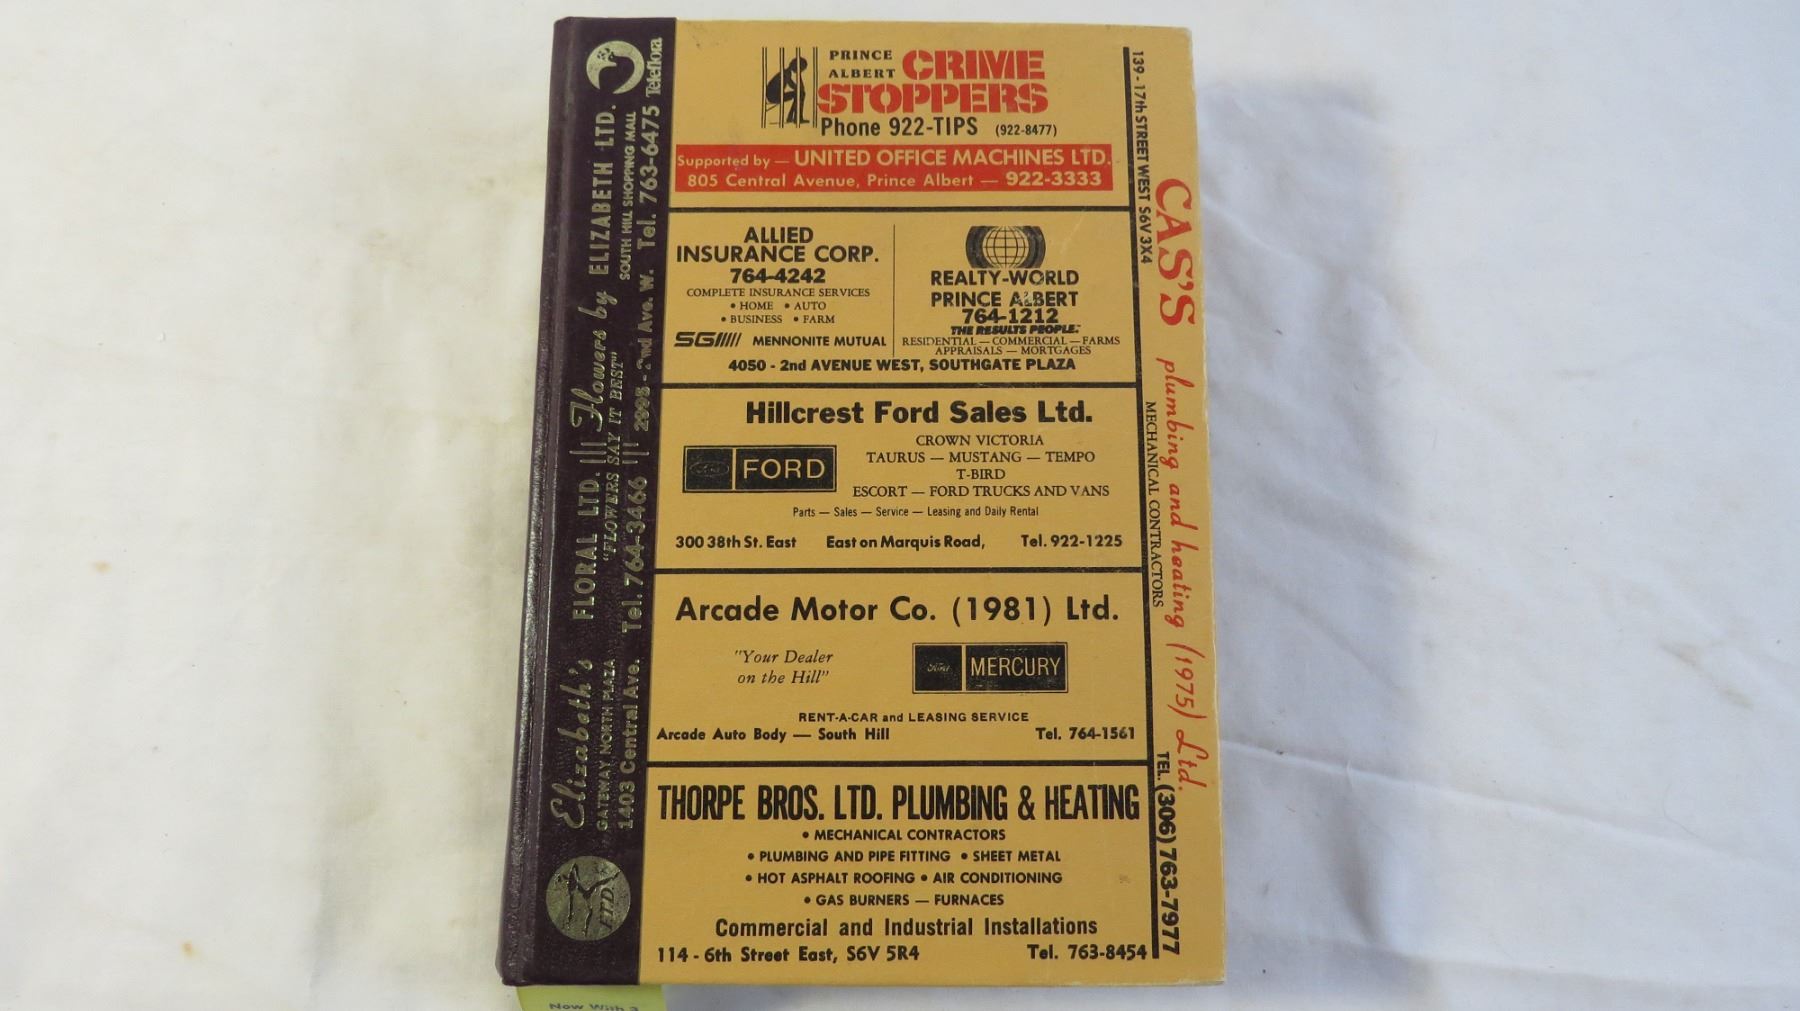 PRINCE
ALBERT CRIME
STOPPERS
Phone 922-TIPS (922-8477)
Supported by — UNITED OFFICE MACHINES LTD.
805 Central Avenue, Prince Albert — 922-3333
ALLIED
INSURANCE CORP.
764-4242
COMPLETE INSURANCE SERVICES
• HOME • AUTO
• BUSINESS • FARM
SGI MENNONITE MUTUAL
REALTY-WORLD
PRINCE ALBERT
764-1212
THE RESULTS PEOPLE.
RESIDENTIAL — COMMERCIAL — FARMS
APPRAISALS — MORTGAGES
4050 - 2nd AVENUE WEST, SOUTHGATE PLAZA
Hillcrest Ford Sales Ltd.
Ford FORD
CROWN VICTORIA
TAURUS — MUSTANG — TEMPO
T-BIRD
ESCORT — FORD TRUCKS AND VANS
Parts — Sales — Service — Leasing and Daily Rental
300 38th St. East East on Marquis Road, Tel. 922-1225
Arcade Motor Co. (1981) Ltd.
"Your Dealer
on the Hill"
Ford MERCURY
RENT-A-CAR and LEASING SERVICE
Arcade Auto Body — South Hill Tel. 764-1561
THORPE BROS. LTD. PLUMBING & HEATING
• MECHANICAL CONTRACTORS
• PLUMBING AND PIPE FITTING • SHEET METAL
• HOT ASPHALT ROOFING • AIR CONDITIONING
• GAS BURNERS — FURNACES
Commercial and Industrial Installations
114 - 6th Street East, S6V 5R4 Tel. 763-8454
139 - 17th STREET WEST S6V 3X4
CAS'S plumbing and heating (1975) Ltd.
MECHANICAL CONTRACTORS
TEL. (306) 763-7977
Elizabeth's FLORAL LTD. Flowers by ELIZABETH LTD.
GATEWAY NORTH PLAZA "FLOWERS SAY IT BEST" SOUTH HILL SHOPPING MALL
1403 Central Ave. Tel. 764-3466 2995 - 2nd Ave. W. Tel. 763-6475
Teleflora
F.T.D.
Now With 3